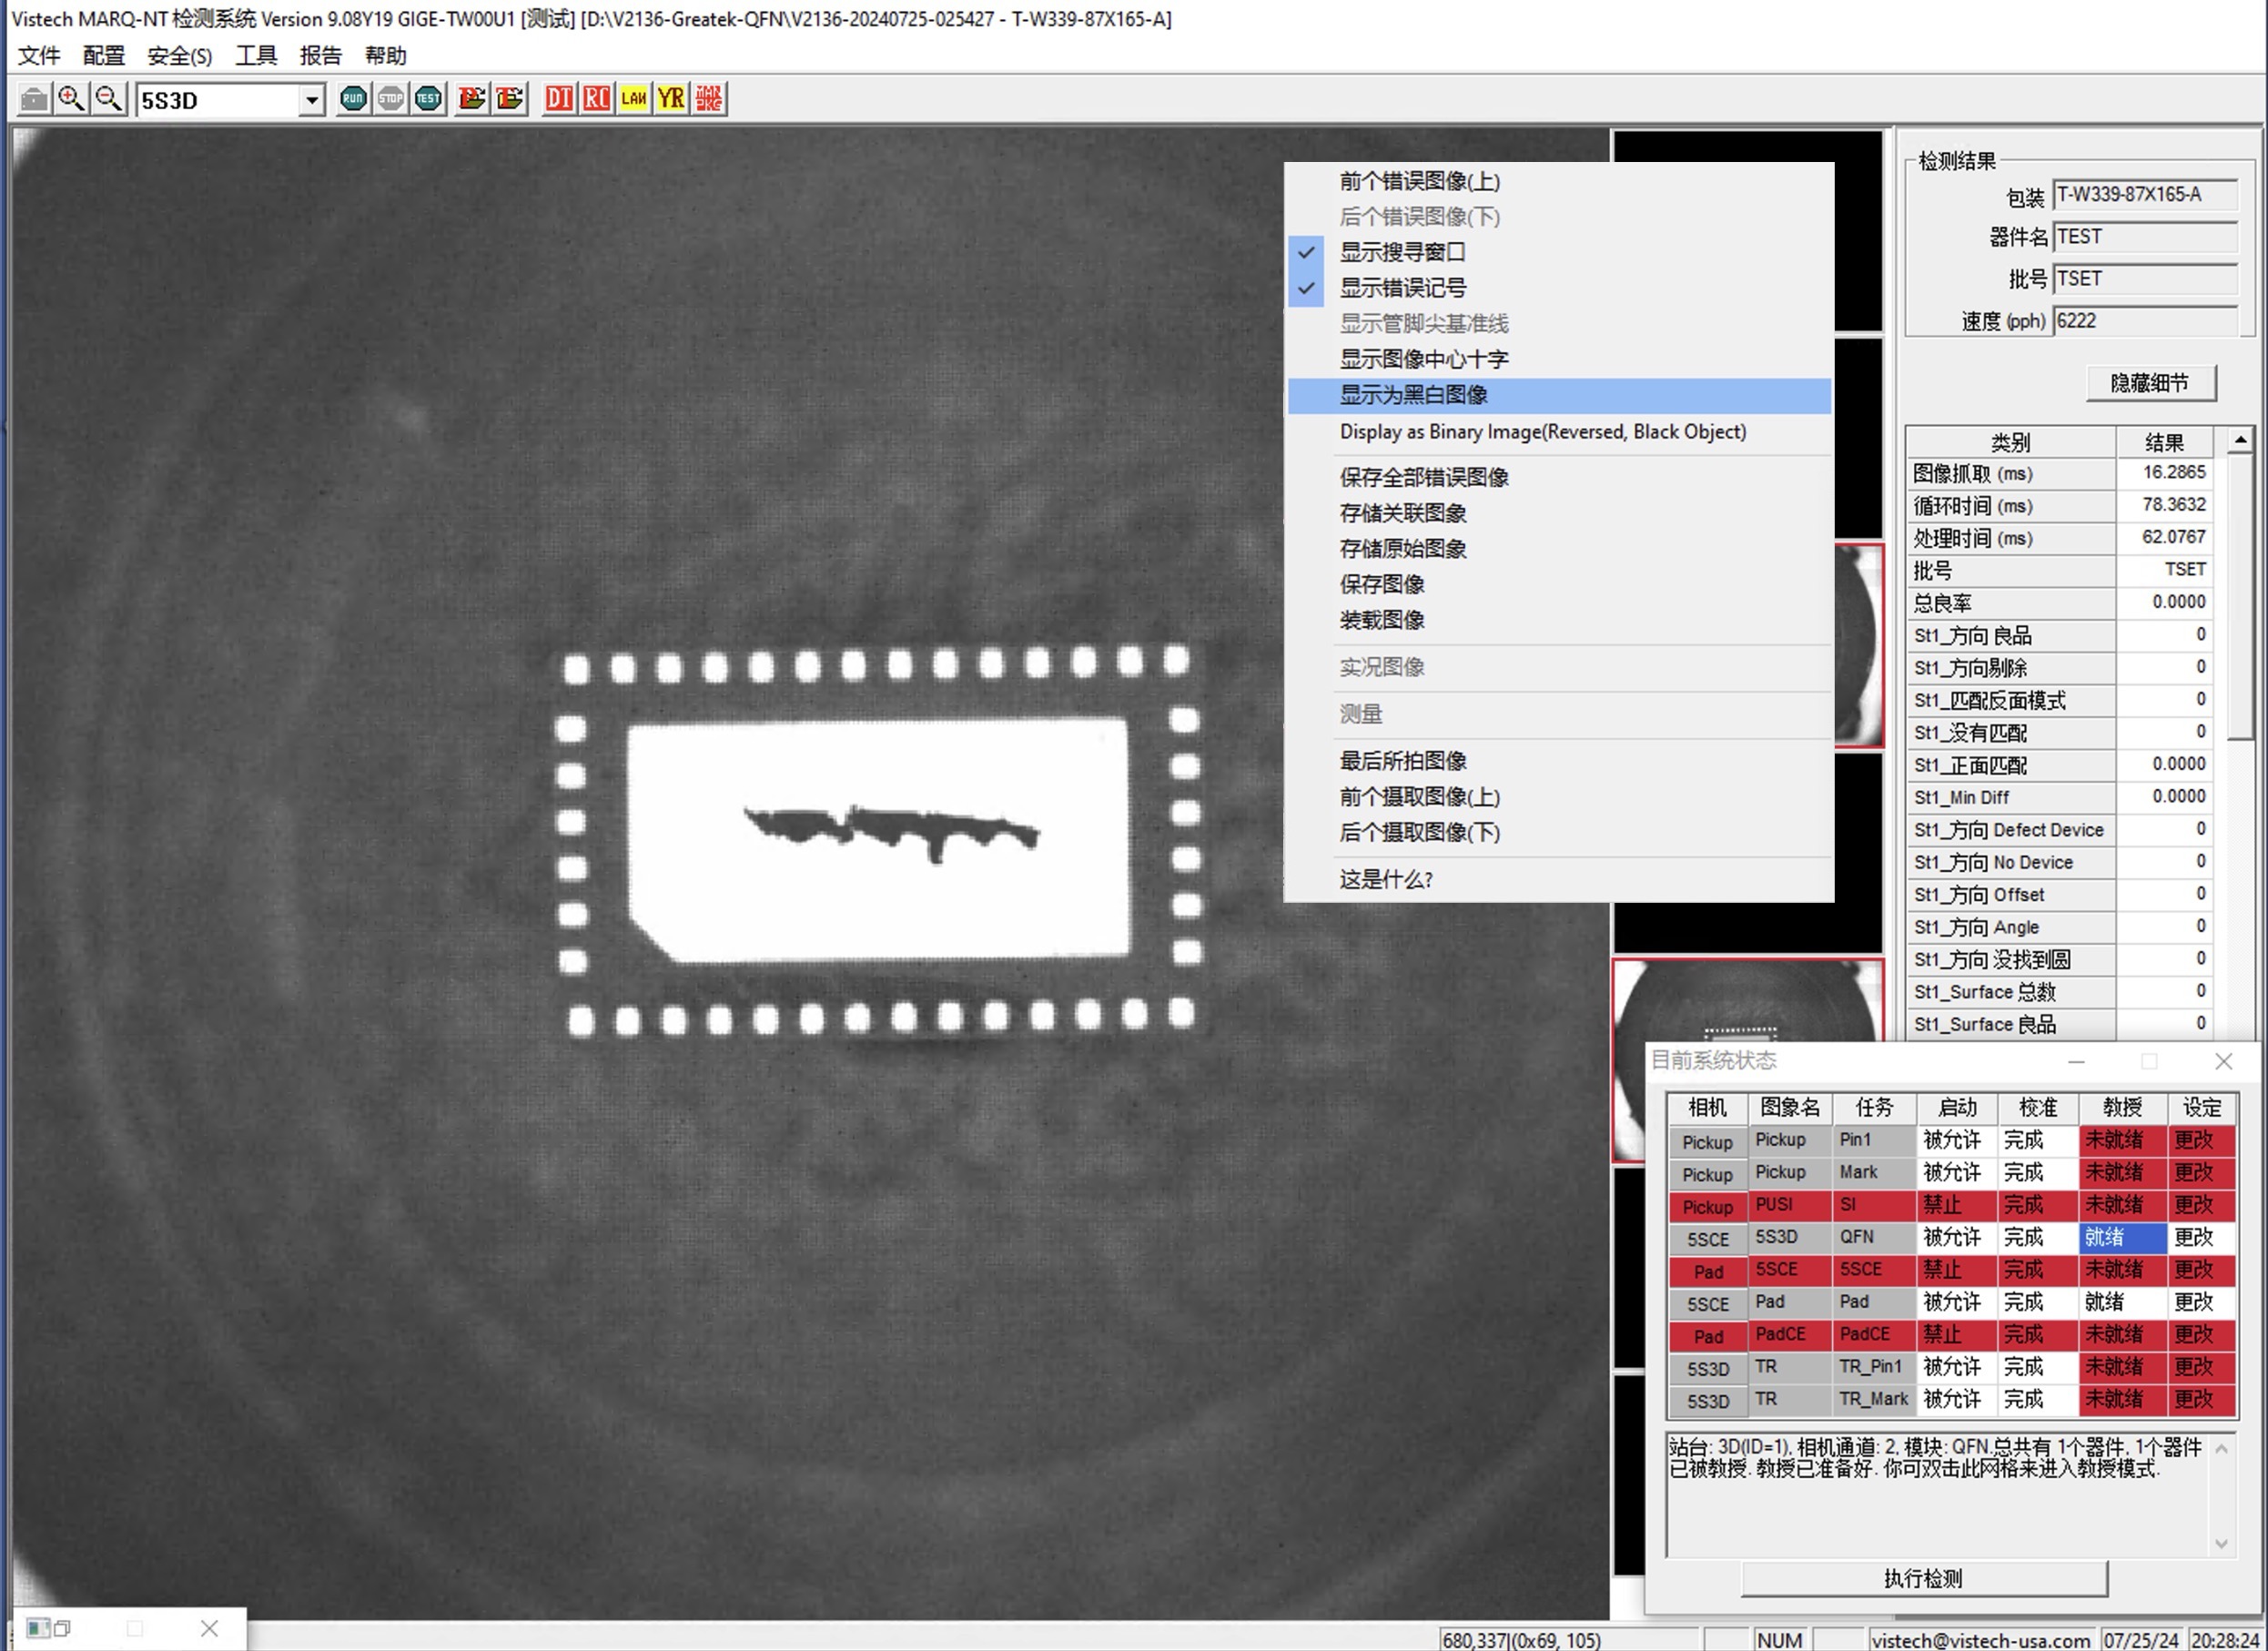 Vistech MARQ-NT 检测系统 Version 9.08Y19 GIGE-TW00U1 [测试] [D:\V2136-Greatek-QFN\V2136-20240725-025427 - T-W339-87X165-A]
文件 配置 安全(S) 工具 报告 帮助
5S3D RUN STOP TEST DT RC LAN YR
前个错误图像(上)
后个错误图像(下)
显示搜寻窗口
显示错误记号
显示管脚尖基准线
显示图像中心十字
显示为黑白图像
Display as Binary Image(Reversed, Black Object)
保存全部错误图像
存储关联图象
存储原始图象
保存图像
装载图像
实况图像
测量
最后所拍图像
前个摄取图像(上)
后个摄取图像(下)
这是什么?
检测结果
包装 T-W339-87X165-A
器件名 TEST
批号 TSET
速度 (pph) 6222
隐藏细节
类别 结果
图像抓取 (ms) 16.2865
循环时间 (ms) 78.3632
处理时间 (ms) 62.0767
批号 TSET
总良率 0.0000
St1_方向 良品 0
St1_方向剔除 0
St1_匹配反面模式 0
St1_没有匹配 0
St1_正面匹配 0.0000
St1_Min Diff 0.0000
St1_方向 Defect Device 0
St1_方向 No Device 0
St1_方向 Offset 0
St1_方向 Angle 0
St1_方向 没找到圆 0
St1_Surface 总数 0
St1_Surface 良品 0
目前系统状态
相机 图象名 任务 启动 校准 教授 设定
Pickup Pickup Pin1 被允许 完成 未就绪 更改
Pickup Pickup Mark 被允许 完成 未就绪 更改
Pickup PUSI SI 禁止 完成 未就绪 更改
5SCE 5S3D QFN 被允许 完成 就绪 更改
Pad 5SCE 5SCE 禁止 完成 未就绪 更改
5SCE Pad Pad 被允许 完成 就绪 更改
Pad PadCE PadCE 禁止 完成 未就绪 更改
5S3D TR TR_Pin1 被允许 完成 未就绪 更改
5S3D TR TR_Mark 被允许 完成 未就绪 更改
站台: 3D(ID=1), 相机通道: 2, 模块: QFN.总共有 1个器件, 1个器件
已被教授. 教授已准备好. 你可双击此网格来进入教授模式.
执行检测
680,337|(0x69, 105) NUM vistech@vistech-usa.com 07/25/24 20:28:24